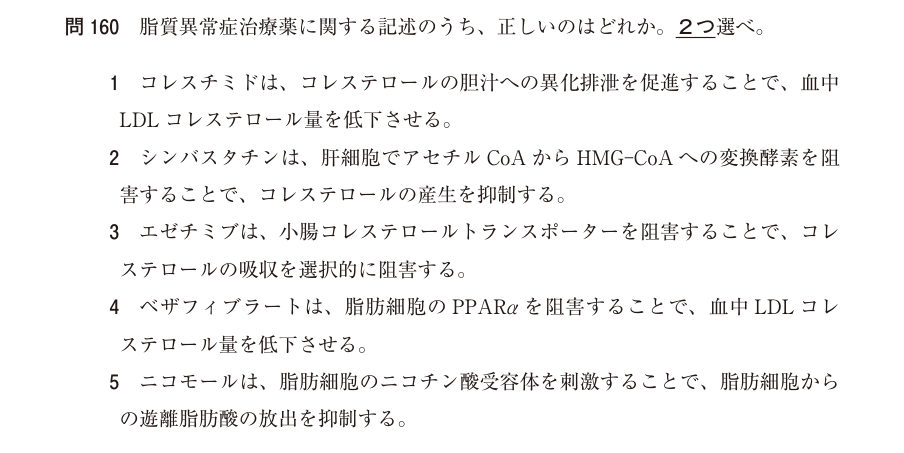 問 160 脂質異常症治療薬に関する記述のうち、正しいのはどれか。2つ選べ。
1 コレスチミドは、コレステロールの胆汁への異化排泄を促進することで、血中
LDL コレステロール量を低下させる。
2 シンバスタチンは、肝細胞でアセチル CoA から HMG-CoA への変換酵素を阻
害することで、コレステロールの産生を抑制する。
3 エゼチミブは、小腸コレステロールトランスポーターを阻害することで、コレ
ステロールの吸収を選択的に阻害する。
4 ベザフィブラートは、脂肪細胞の PPARα を阻害することで、血中 LDL コレ
ステロール量を低下させる。
5 ニコモールは、脂肪細胞のニコチン酸受容体を刺激することで、脂肪細胞から
の遊離脂肪酸の放出を抑制する。